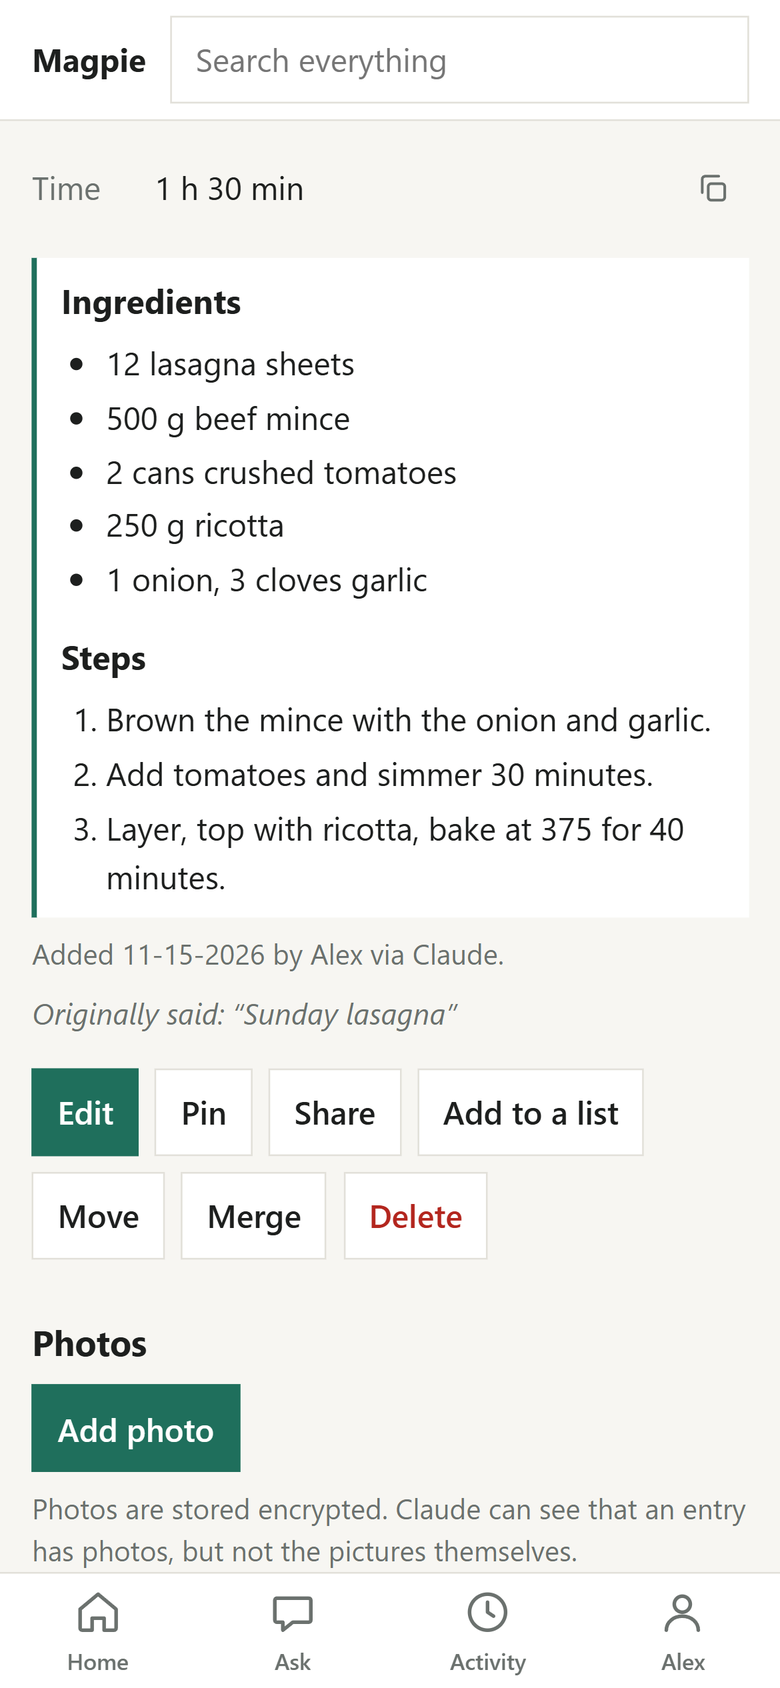 Magpie
Search everything
Time 1 h 30 min
Ingredients
• 12 lasagna sheets
• 500 g beef mince
• 2 cans crushed tomatoes
• 250 g ricotta
• 1 onion, 3 cloves garlic
Steps
1. Brown the mince with the onion and garlic.
2. Add tomatoes and simmer 30 minutes.
3. Layer, top with ricotta, bake at 375 for 40
minutes.
Added 11-15-2026 by Alex via Claude.
Originally said: “Sunday lasagna”
Edit Pin Share Add to a list
Move Merge Delete
Photos
Add photo
Photos are stored encrypted. Claude can see that an entry
has photos, but not the pictures themselves.
Home Ask Activity Alex